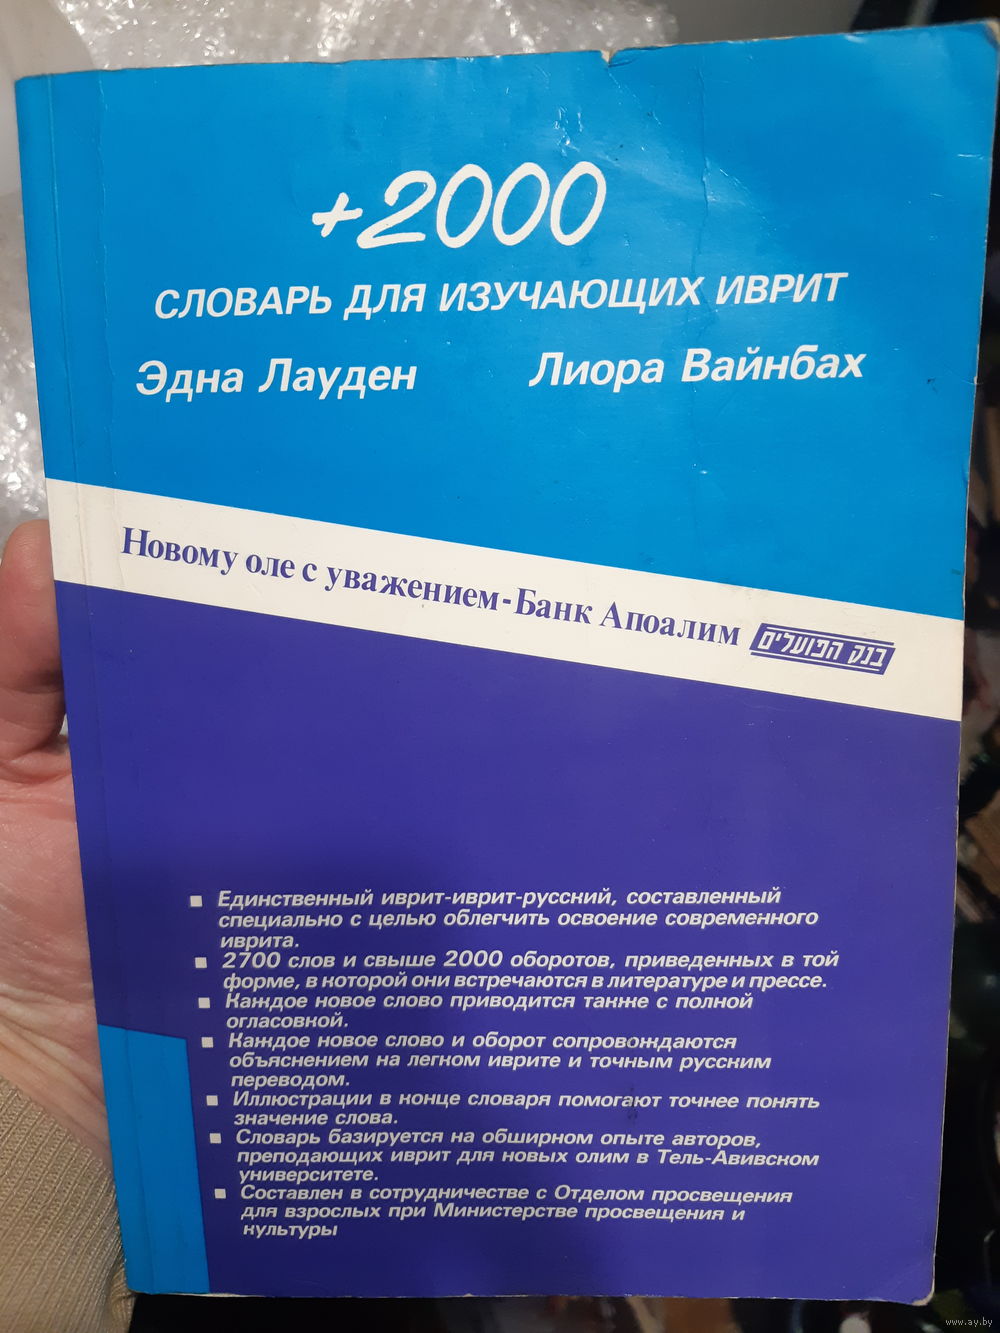 +2000
СЛОВАРЬ ДЛЯ ИЗУЧАЮЩИХ ИВРИТ
Эдна Лауден Лиора Вайнбах
Новому оле с уважением-Банк Апоалим בנק הפועלים
▪ Единственный иврит-иврит-русский, составленный
специально с целью облегчить освоение современного
иврита.
▪ 2700 слов и свыше 2000 оборотов, приведенных в той
форме, в которой они встречаются в литературе и прессе.
▪ Каждое новое слово приводится также с полной
огласовкой.
▪ Каждое новое слово и оборот сопровождаются
объяснением на легком иврите и точным русским
переводом.
▪ Иллюстрации в конце словаря помогают точнее понять
значение слова.
▪ Словарь базируется на обширном опыте авторов,
преподающих иврит для новых олим в Тель-Авивском
университете.
▪ Составлен в сотрудничестве с Отделом просвещения
для взрослых при Министерстве просвещения и
культуры
www.ay.by